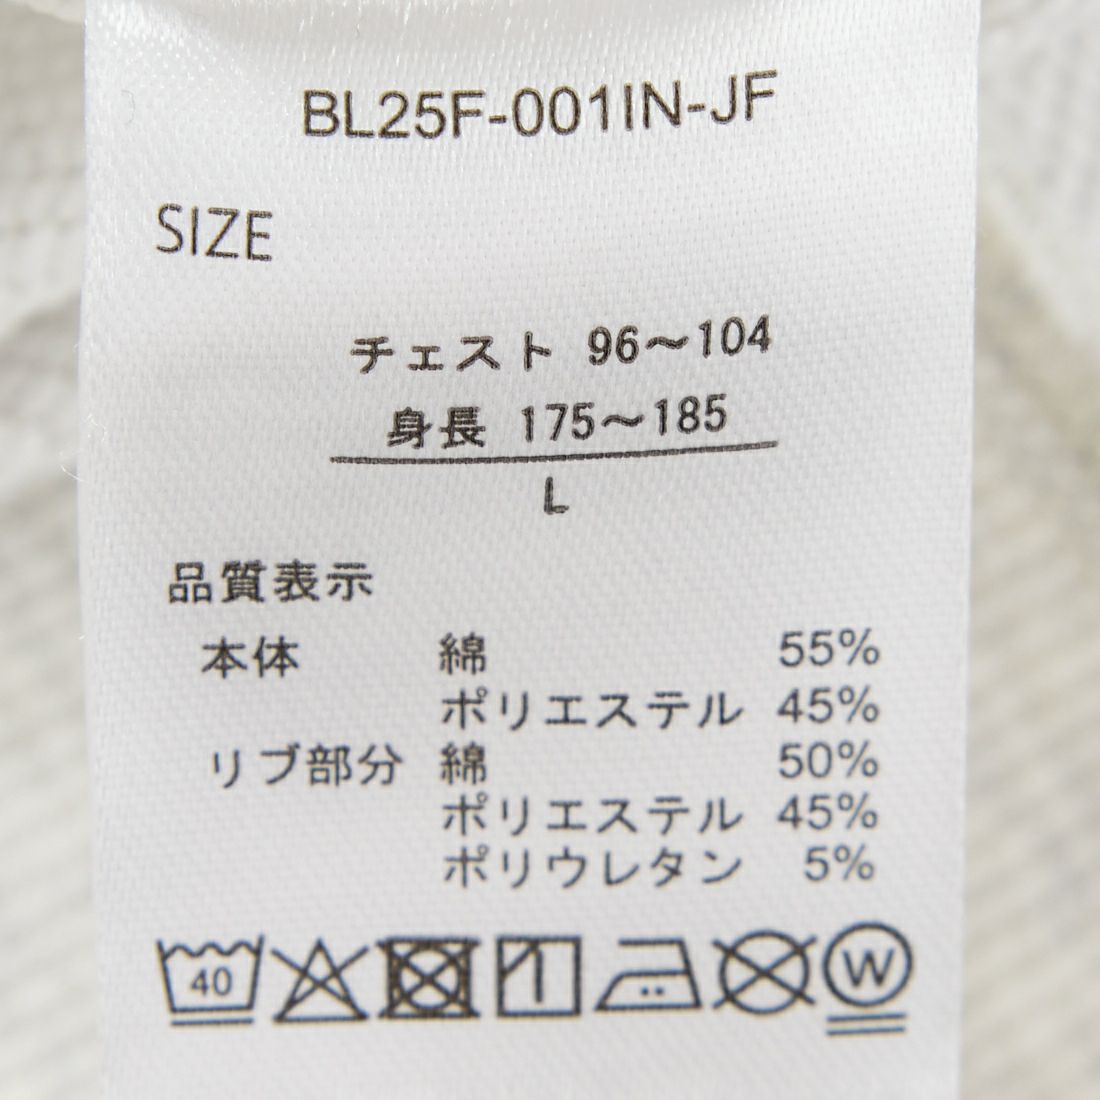 BL25F-001IN-JF
SIZE
チェスト 96～104
身長 175～185
L
品質表示
本体 綿 55%
ポリエステル 45%
リブ部分 綿 50%
ポリエステル 45%
ポリウレタン 5%
40 W